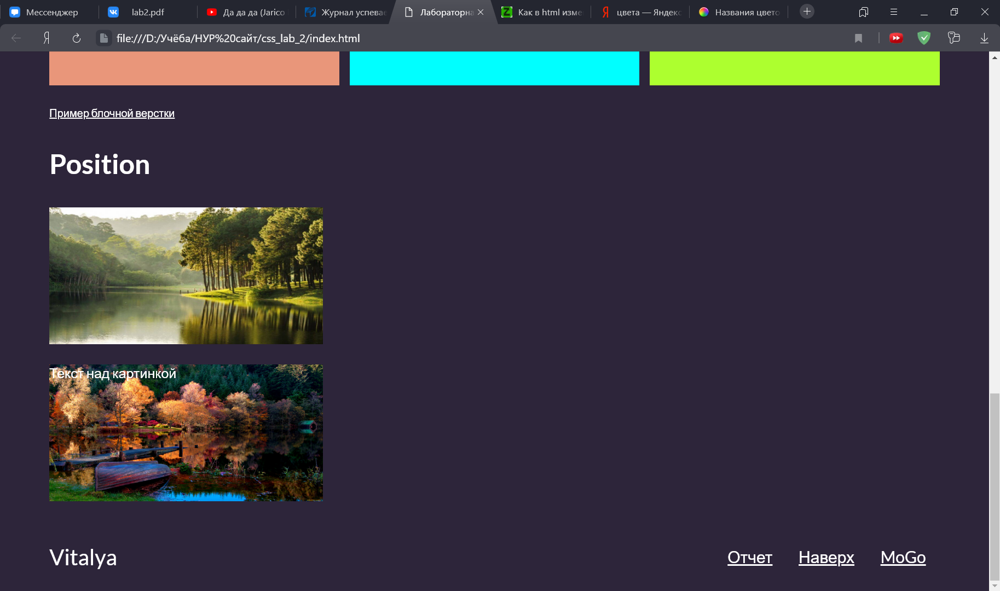 Мессенджер
lab2.pdf
Да да да (Jarico
Журнал успевае
Лабораторна
Как в html изме
цвета — Яндекс
Названия цвето
file:///D:/Учёба/НУР%20сайт/css_lab_2/index.html
Пример блочной верстки
Position
Текст над картинкой
Vitalya
Отчет
Наверх
MoGo